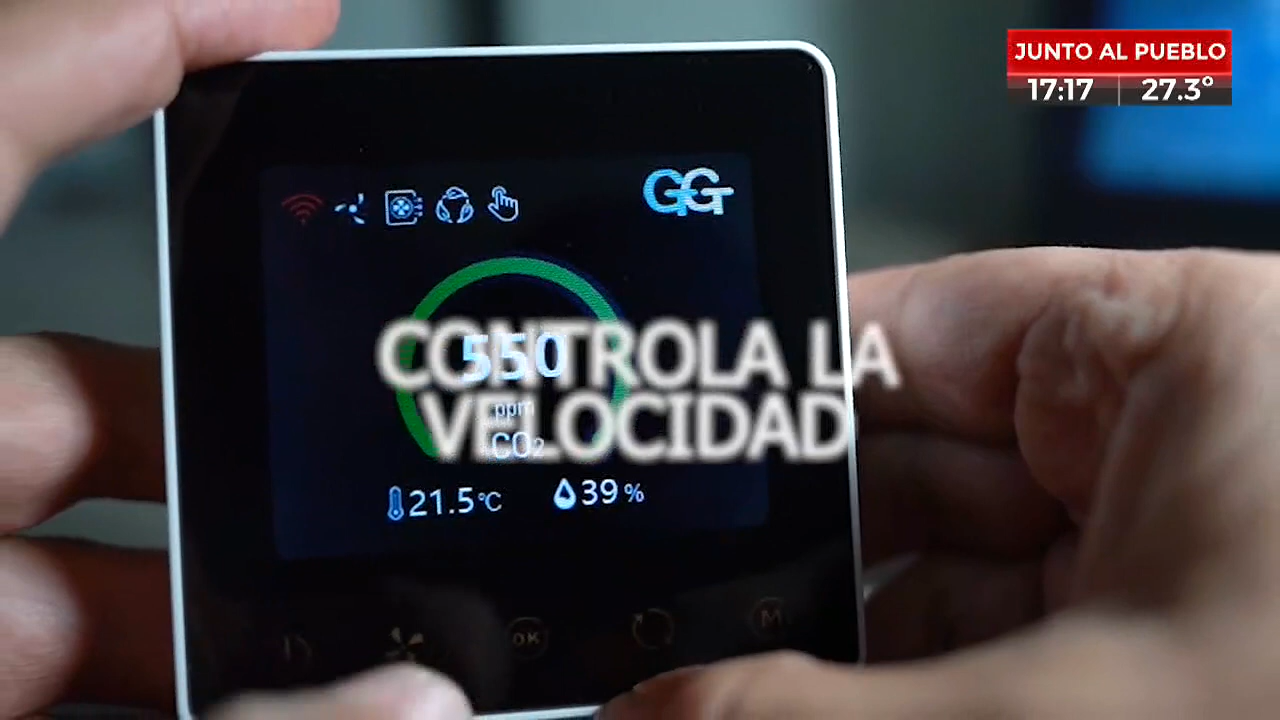 JUNTO AL PUEBLO
17:17 27.3°
GG
CONTROLA LA
VELOCIDAD
550
ppm
CO₂
21.5°C 39%
OK M